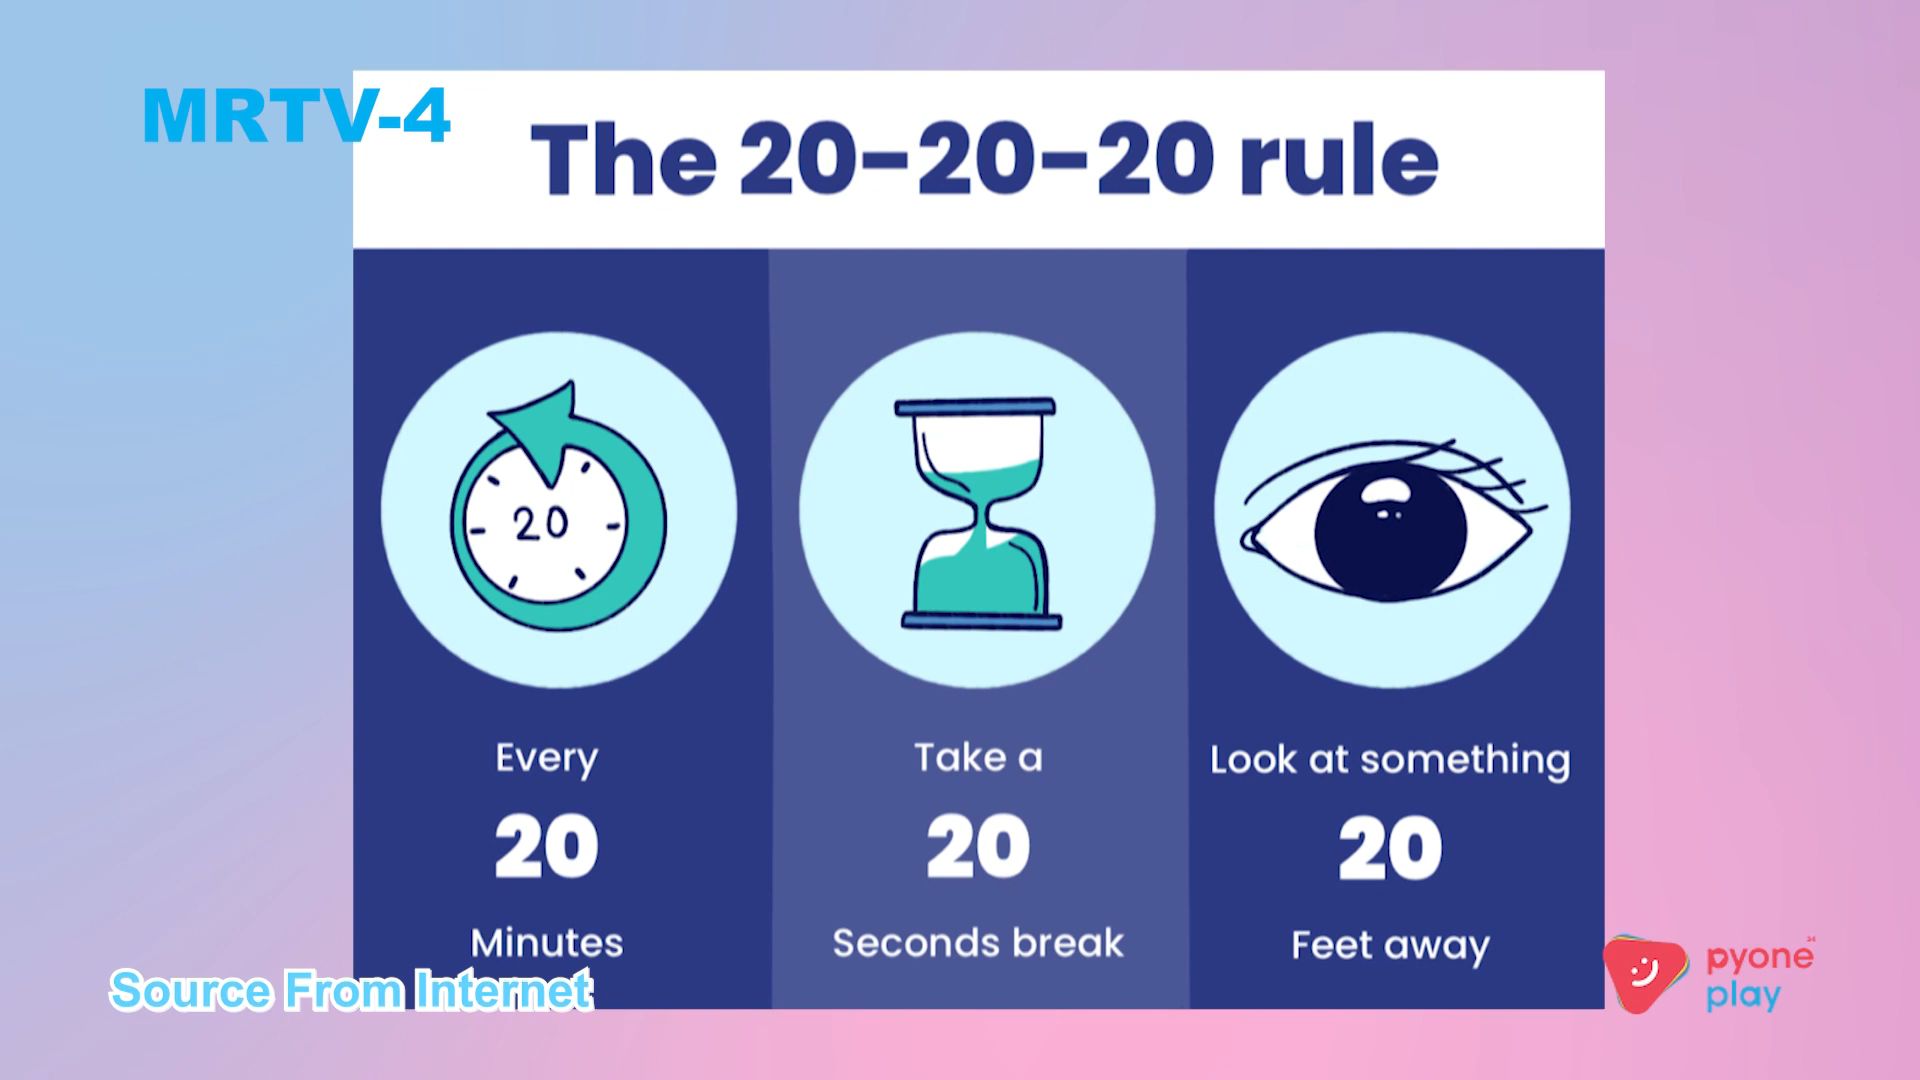 MRTV-4
The 20-20-20 rule
20
Every
20
Minutes
Take a
20
Seconds break
Look at something
20
Feet away
Source From Internet
pyone
play